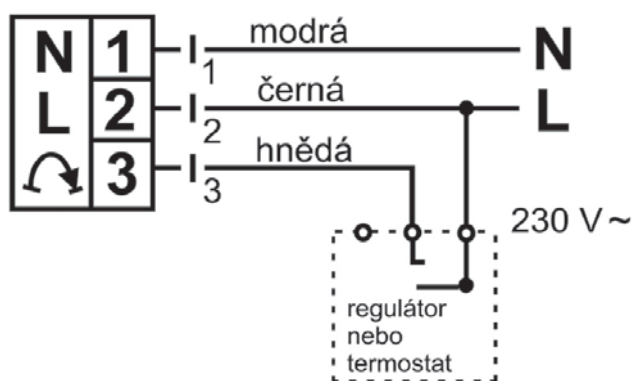 N 1 1 modrá N
L 2 2 černá L
3 3 hnědá
230 V ~
regulátor
nebo
termostat